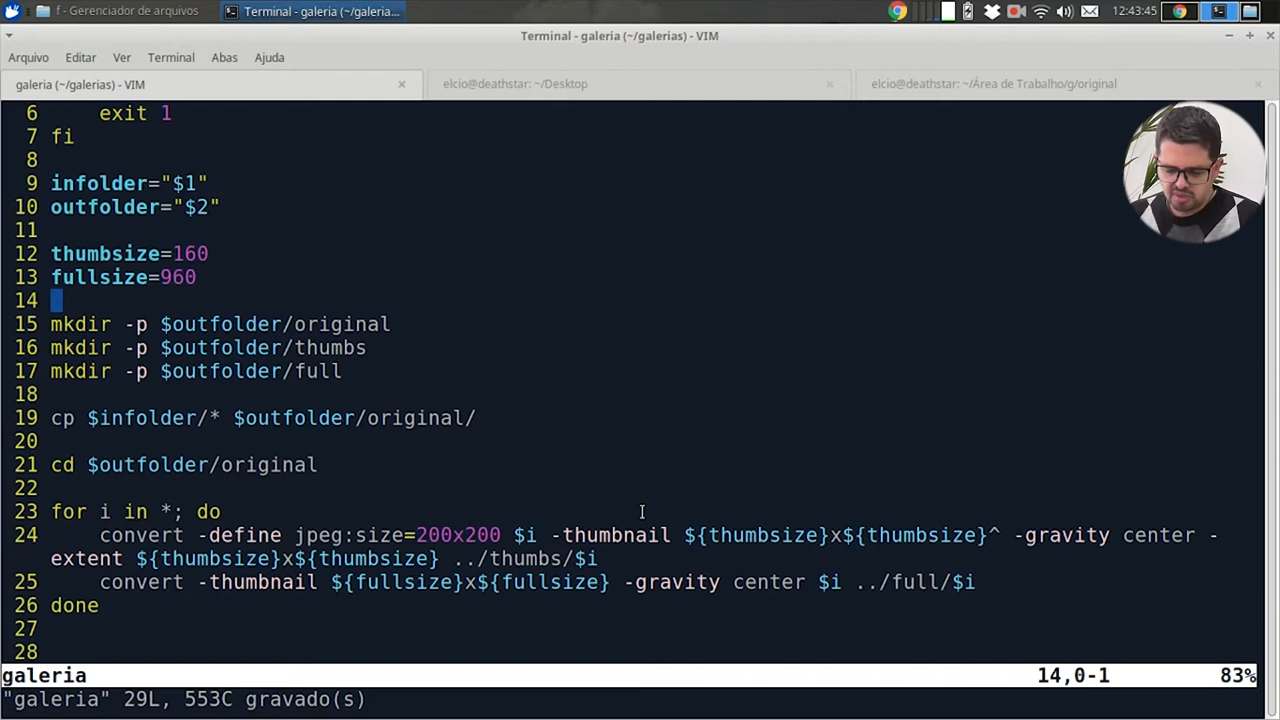 f - Gerenciador de arquivos
Terminal - galeria (~/galeria...
12:43:45
Terminal - galeria (~/galerias) - VIM
Arquivo Editar Ver Terminal Abas Ajuda
galeria (~/galerias) - VIM
elcio@deathstar: ~/Desktop
elcio@deathstar: ~/Área de Trabalho/g/original
6     exit 1
7 fi
8
9 infolder="$1"
10 outfolder="$2"
11
12 thumbsize=160
13 fullsize=960
14
15 mkdir -p $outfolder/original
16 mkdir -p $outfolder/thumbs
17 mkdir -p $outfolder/full
18
19 cp $infolder/* $outfolder/original/
20
21 cd $outfolder/original
22
23 for i in *; do
24     convert -define jpeg:size=200x200 $i -thumbnail ${thumbsize}x${thumbsize}^ -gravity center -
extent ${thumbsize}x${thumbsize} ../thumbs/$i
25     convert -thumbnail ${fullsize}x${fullsize} -gravity center $i ../full/$i
26 done
27
28
galeria 14,0-1 83%
"galeria" 29L, 553C gravado(s)